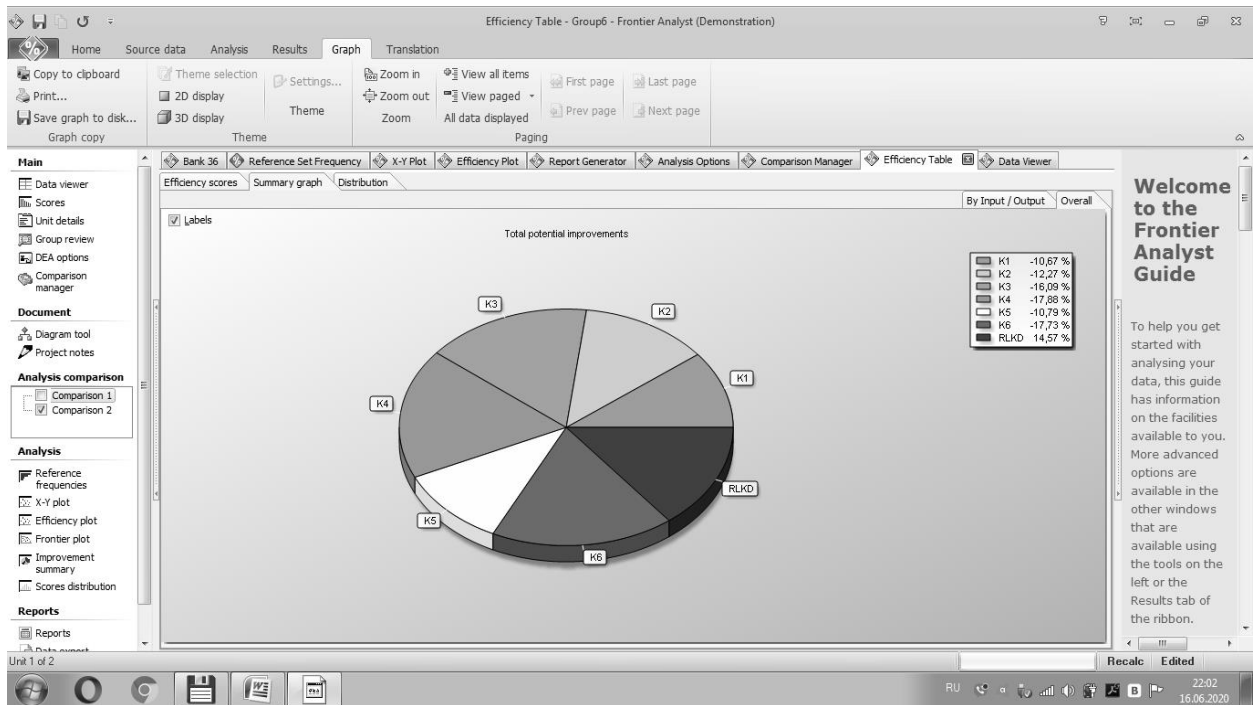 Efficiency Table - Group6 - Frontier Analyst (Demonstration)
Home Source data Analysis Results Graph Translation
Copy to clipboard
Print...
Save graph to disk...
Graph copy
Theme selection
2D display
3D display
Settings...
Theme
Theme
Zoom in
Zoom out
Zoom
View all items
View paged
All data displayed
First page
Prev page
Last page
Next page
Paging
Main
Data viewer
Scores
Unit details
Group review
DEA options
Comparison
manager
Document
Diagram tool
Project notes
Analysis comparison
Comparison 1
Comparison 2
Analysis
Reference
frequencies
X-Y plot
Efficiency plot
Frontier plot
Improvement
summary
Scores distribution
Reports
Reports
Data export
Bank 36 Reference Set Frequency X-Y Plot Efficiency Plot Report Generator Analysis Options Comparison Manager Efficiency Table Data Viewer
Efficiency scores Summary graph Distribution
By Input / Output Overall
Labels
Total potential improvements
K1 -10,67 %
K2 -12,27 %
K3 -16,09 %
K4 -17,88 %
K5 -10,79 %
K6 -17,73 %
RLKD 14,57 %
K3
K2
K1
K4
RLKD
K5
K6
Welcome
to the
Frontier
Analyst
Guide
To help you get
started with
analysing your
data, this guide
has information
on the facilities
available to you.
More advanced
options are
available in the
other windows
that are
available using
the tools on the
left or the
Results tab of
the ribbon.
Unit 1 of 2
Recalc Edited
RU
22:02
16.06.2020